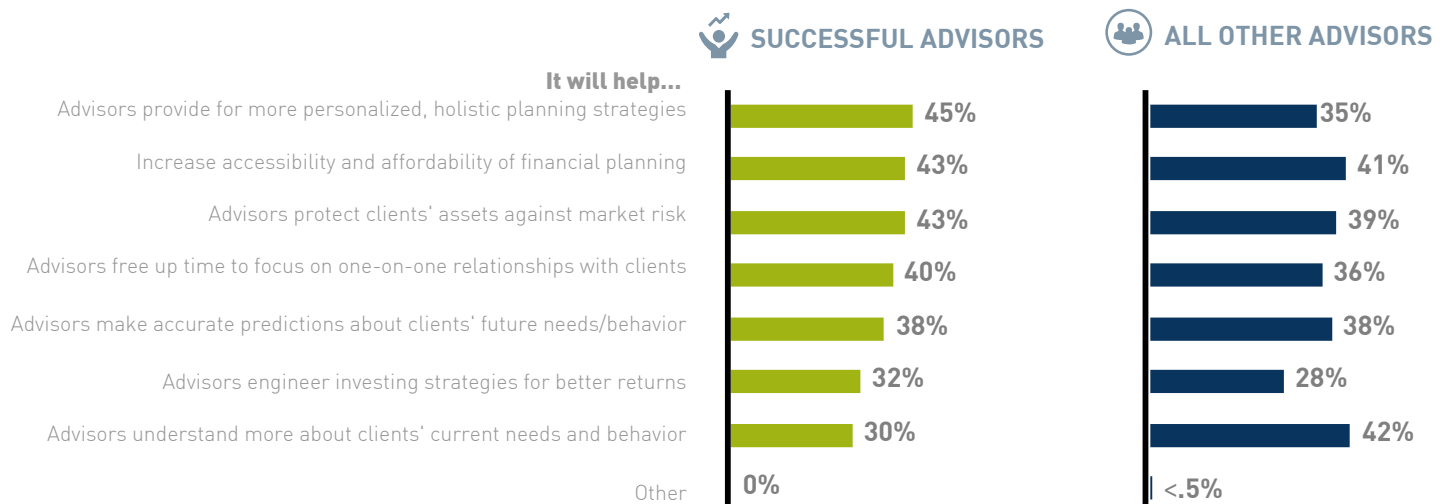 SUCCESSFUL ADVISORS ALL OTHER ADVISORS
It will help...
Advisors provide for more personalized, holistic planning strategies 45% 35%
Increase accessibility and affordability of financial planning 43% 41%
Advisors protect clients' assets against market risk 43% 39%
Advisors free up time to focus on one-on-one relationships with clients 40% 36%
Advisors make accurate predictions about clients' future needs/behavior 38% 38%
Advisors engineer investing strategies for better returns 32% 28%
Advisors understand more about clients' current needs and behavior 30% 42%
Other 0% <.5%